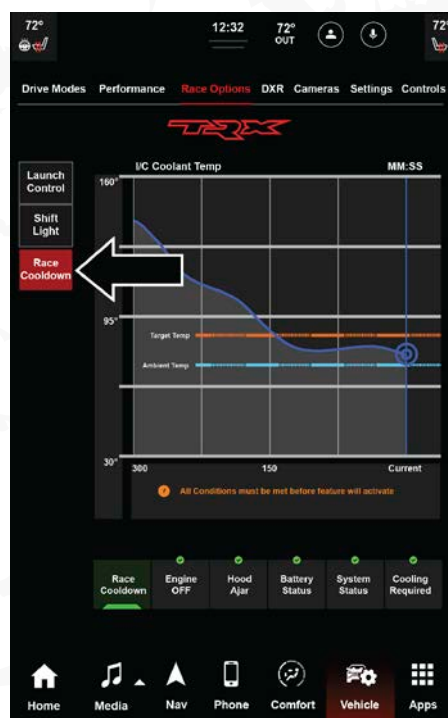 72°
12:32
72°
OUT
72°
Drive Modes Performance Race Options DXR Cameras Settings Controls
TRX
Launch
Control
Shift
Light
Race
Cooldown
I/C Coolant Temp
MM:SS
160°
95°
Target Temp
Ambient Temp
30°
300
150
Current
All Conditions must be met before feature will activate
Race
Cooldown
Engine
OFF
Hood
Ajar
Battery
Status
System
Status
Cooling
Required
Home Media Nav Phone Comfort Vehicle Apps